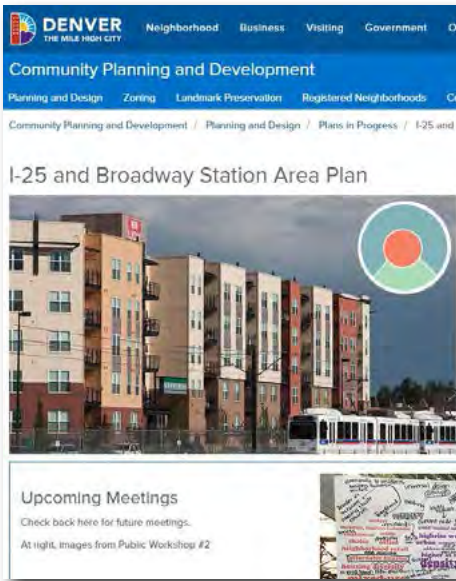 DENVER
THE MILE HIGH CITY
Neighborhood Business Visiting Government O
Community Planning and Development
Planning and Design Zoning Landmark Preservation Registered Neighborhoods Co
Community Planning and Development / Planning and Design / Plans in Progress / I-25 and
I-25 and Broadway Station Area Plan
Upcoming Meetings
Check back here for future meetings.
At right, images from Public Workshop #2